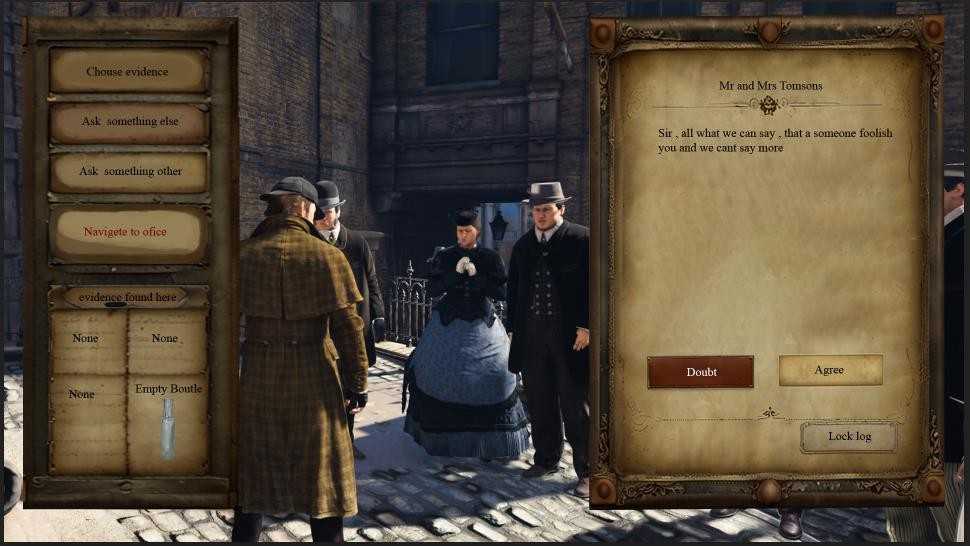 Chouse evidence
Ask something else
Ask something other
Navigete to ofice
evidence found here
None
None
None
Empty Boutle
Mr and Mrs Tomsons
Sir , all what we can say , that a someone foolish
you and we cant say more
Doubt
Agree
Lock log